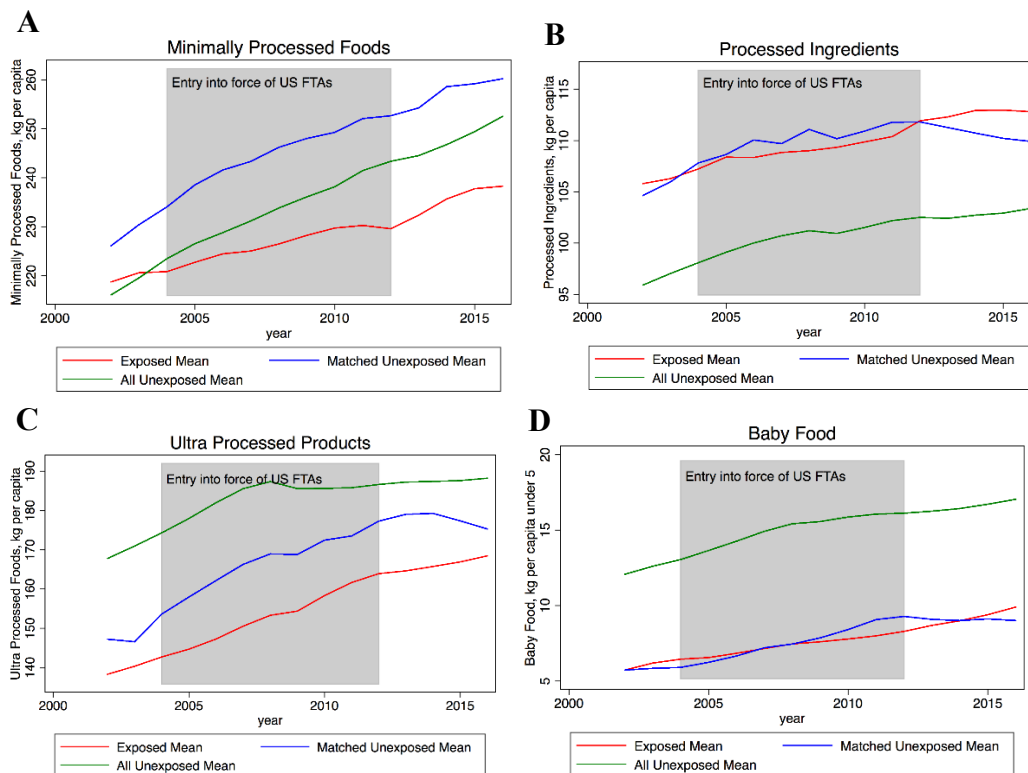 A
Minimally Processed Foods
Minimally Processed Foods, kg per capita
220 230 240 250 260
Entry into force of US FTAs
2000 2005 2010 2015
year
Exposed Mean Matched Unexposed Mean
All Unexposed Mean
B
Processed Ingredients
Processed Ingredients, kg per capita
95 100 105 110 115
Entry into force of US FTAs
2000 2005 2010 2015
year
Exposed Mean Matched Unexposed Mean
All Unexposed Mean
C
Ultra Processed Products
Ultra Processed Foods, kg per capita
140 150 160 170 180 190
Entry into force of US FTAs
2000 2005 2010 2015
year
Exposed Mean Matched Unexposed Mean
All Unexposed Mean
D
Baby Food
Baby Food, kg per capita under 5
5 10 15 20
Entry into force of US FTAs
2000 2005 2010 2015
year
Exposed Mean Matched Unexposed Mean
All Unexposed Mean